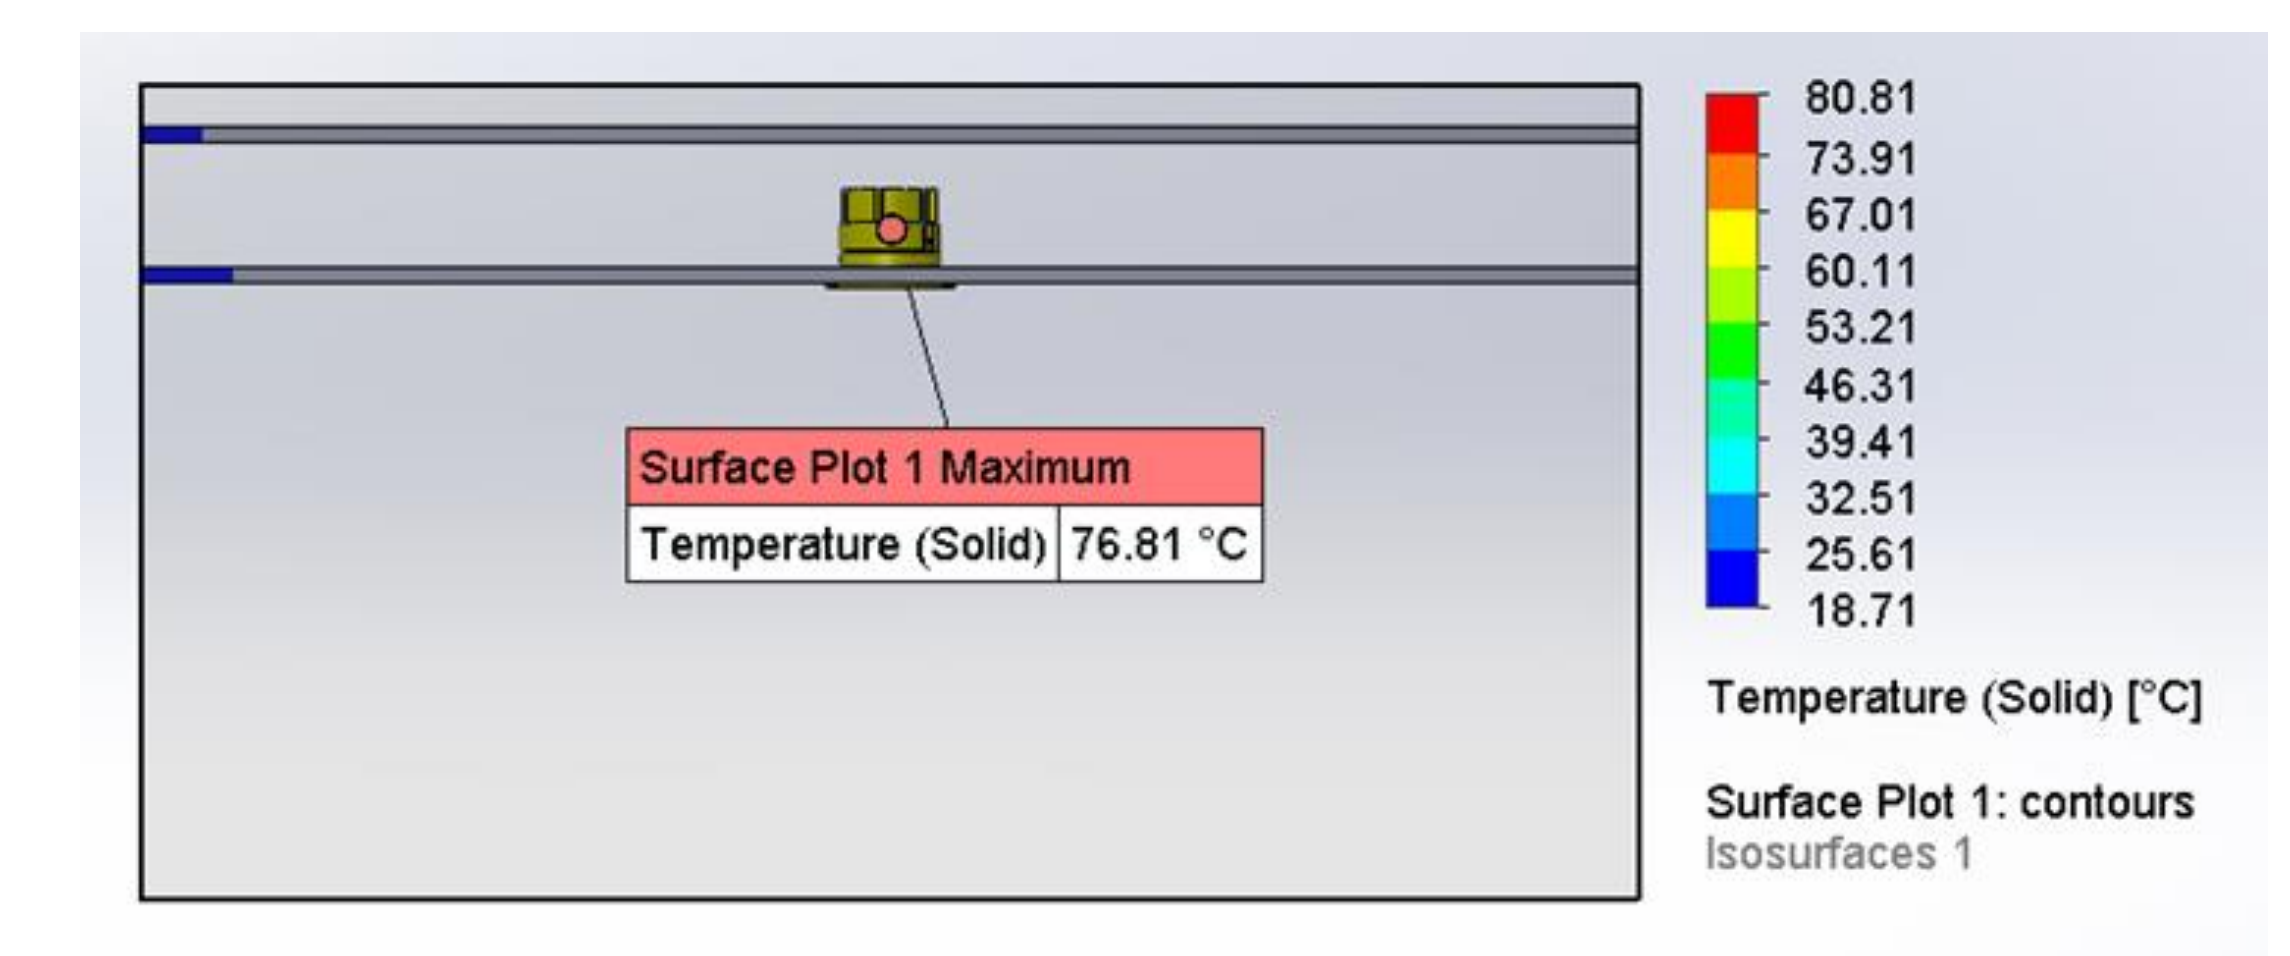 80.81
73.91
67.01
60.11
53.21
46.31
39.41
32.51
25.61
18.71
Surface Plot 1 Maximum
Temperature (Solid) 76.81 °C
Temperature (Solid) [°C]
Surface Plot 1: contours
Isosurfaces 1